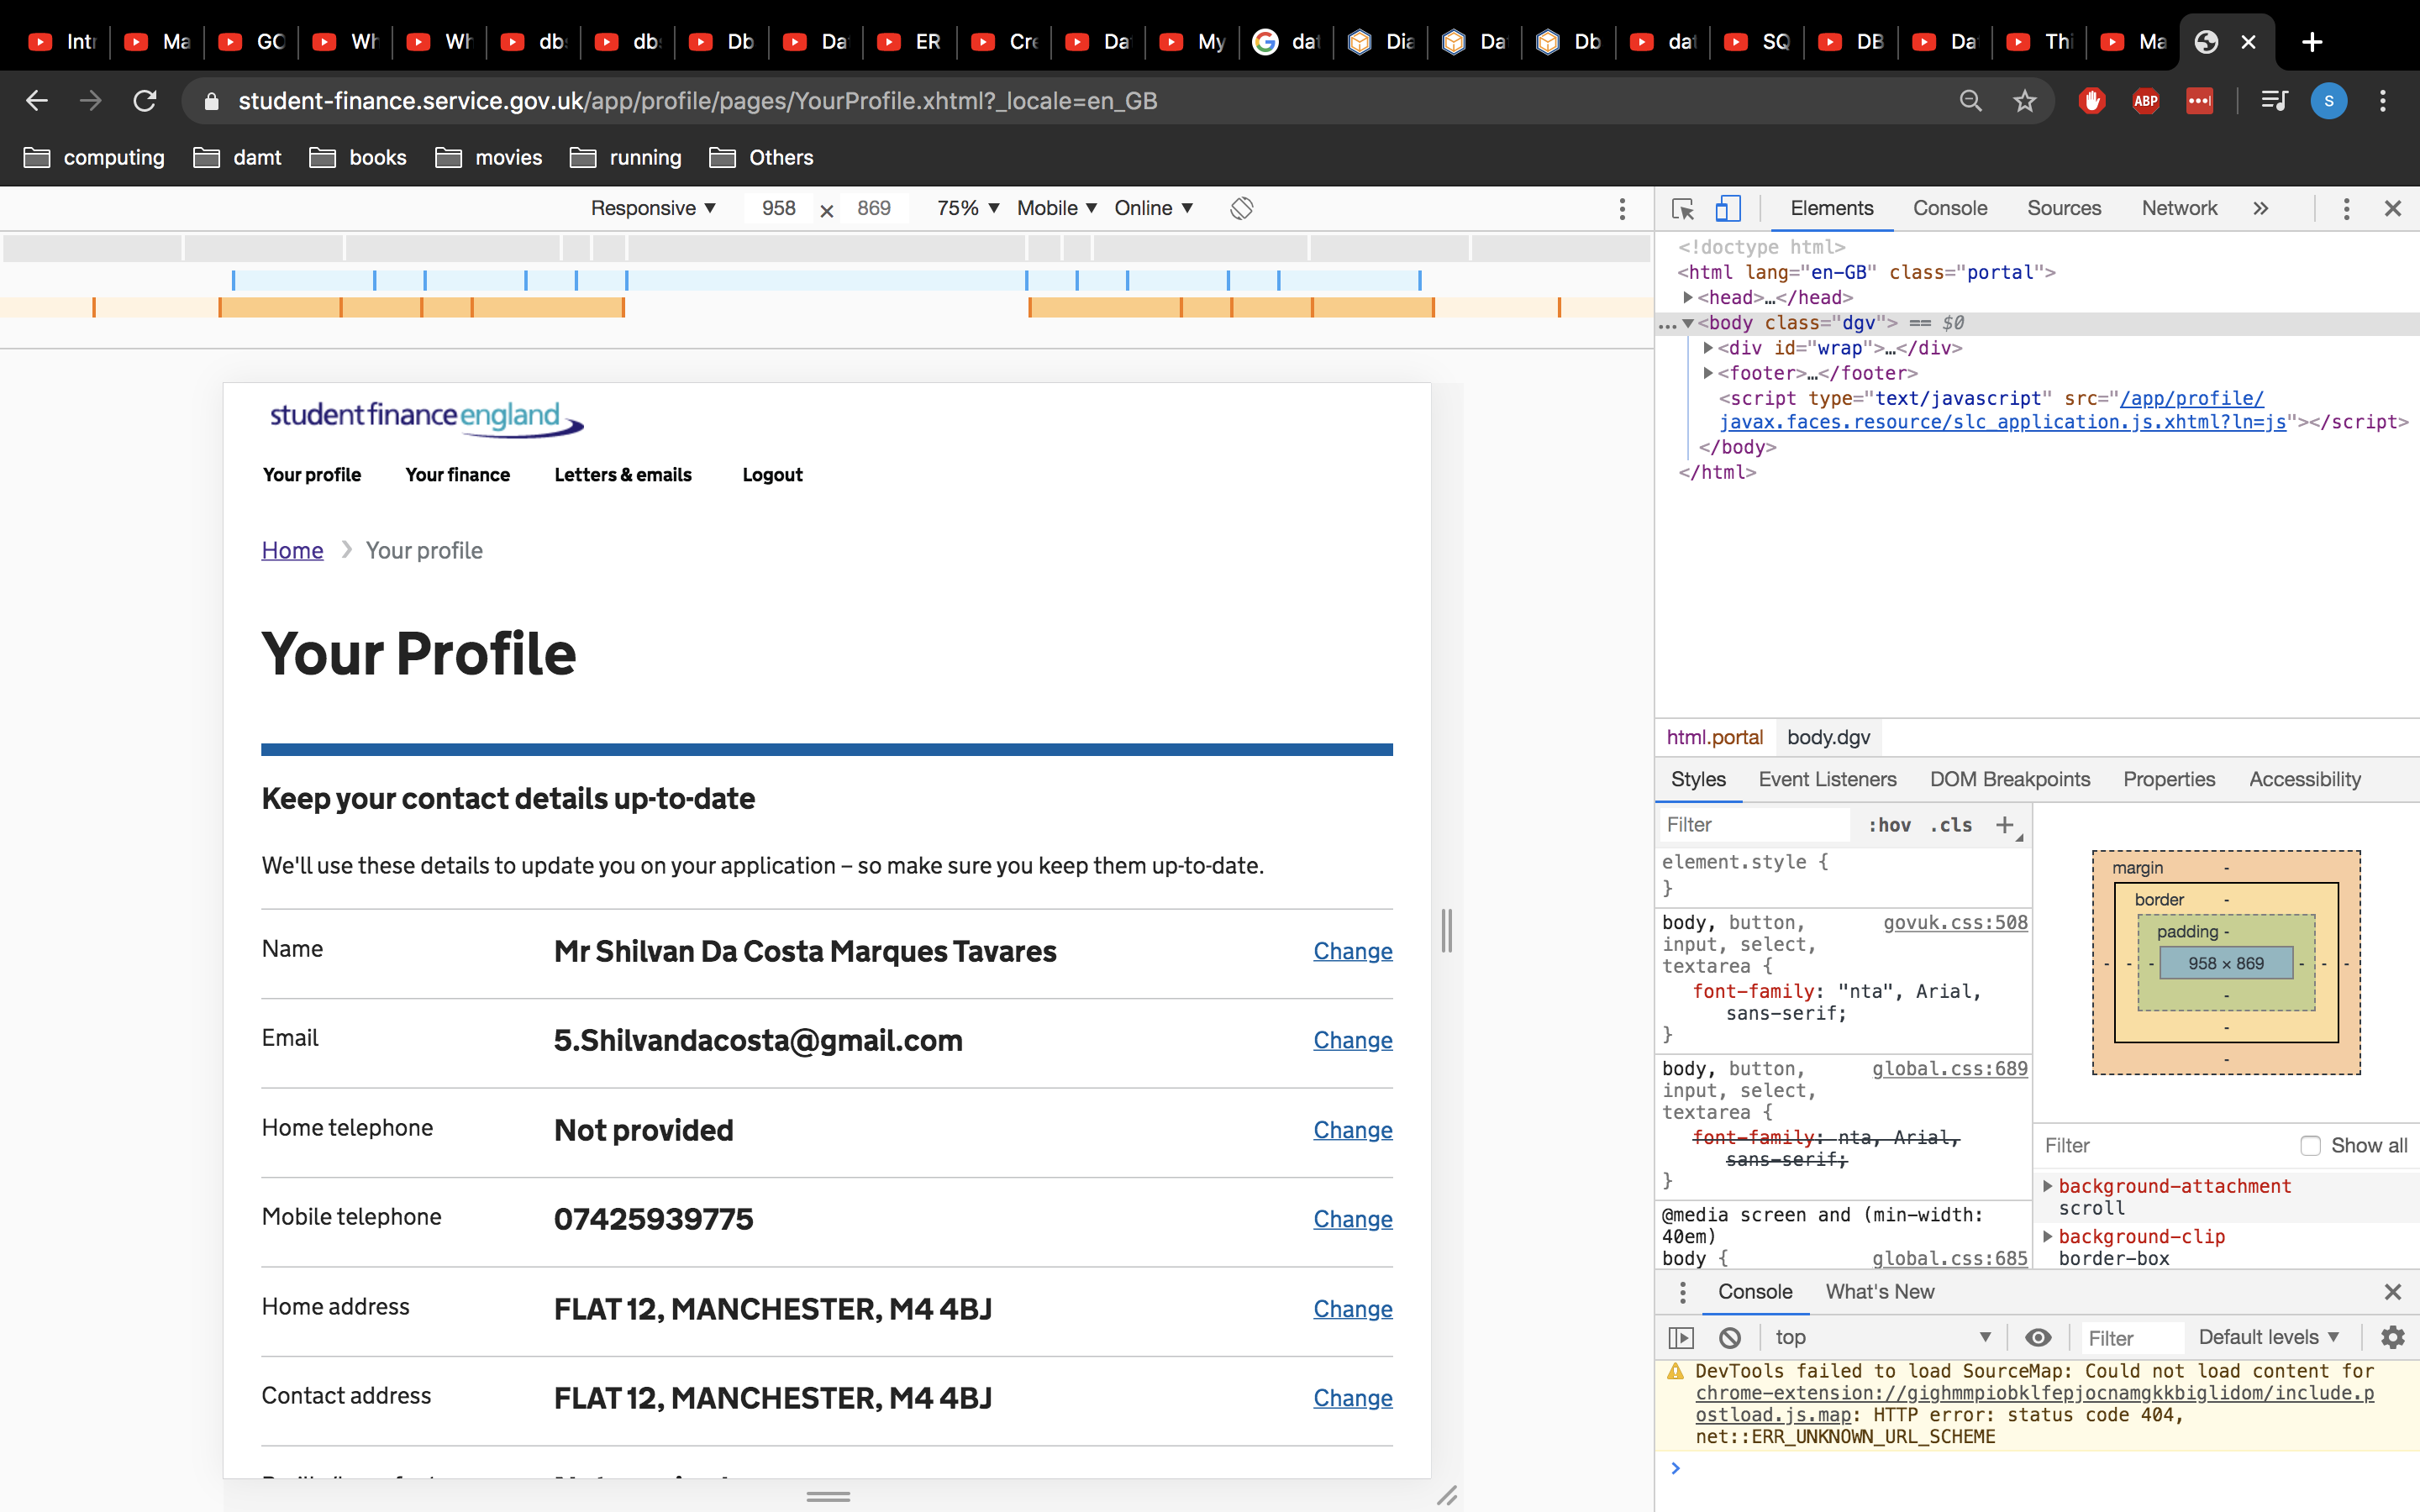 Intr Ma GO Wh Wh db db Db Da ER Cre Da My dat Dia Da Db dat SQ DB Da Thi Ma
student-finance.service.gov.uk/app/profile/pages/YourProfile.xhtml?_locale=en_GB
ABP
S
computing damt books movies running Others
Responsive 958 × 869 75% Mobile Online
student finance england
Your profile Your finance Letters & emails Logout
Home Your profile
Your Profile
Keep your contact details up-to-date
We'll use these details to update you on your application – so make sure you keep them up-to-date.
Name Mr Shilvan Da Costa Marques Tavares Change
Email 5.Shilvandacosta@gmail.com Change
Home telephone Not provided Change
Mobile telephone 07425939775 Change
Home address FLAT 12, MANCHESTER, M4 4BJ Change
Contact address FLAT 12, MANCHESTER, M4 4BJ Change
Elements Console Sources Network »
<!doctype html>
<html lang="en-GB" class="portal">
<head>…</head>
… <body class="dgv"> == $0
<div id="wrap">…</div>
<footer>…</footer>
<script type="text/javascript" src="/app/profile/
javax.faces.resource/slc_application.js.xhtml?ln=js"></script>
</body>
</html>
html.portal body.dgv
Styles Event Listeners DOM Breakpoints Properties Accessibility
Filter :hov .cls +
element.style {
}
body, button, govuk.css:508
input, select,
textarea {
font-family: "nta", Arial,
sans-serif;
}
body, button, global.css:689
input, select,
textarea {
font-family: nta, Arial,
sans-serif;
}
@media screen and (min-width:
40em)
body { global.css:685
margin -
border -
padding -
- - - 958 × 869 - - -
-
-
-
Filter Show all
background-attachment
scroll
background-clip
border-box
Console What's New
top Filter Default levels
DevTools failed to load SourceMap: Could not load content for
chrome-extension://gighmmpiobklfepjocnamgkkbiglidom/include.p
ostload.js.map: HTTP error: status code 404,
net::ERR_UNKNOWN_URL_SCHEME